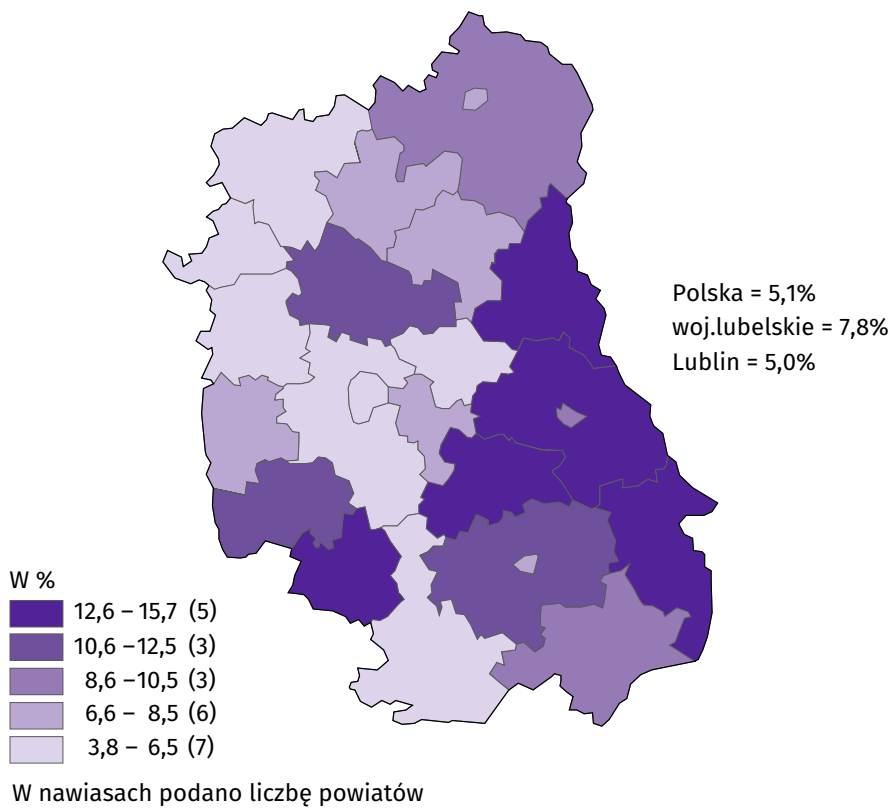 Polska = 5,1%
woj.lubelskie = 7,8%
Lublin = 5,0%
W %
12,6 – 15,7 (5)
10,6 – 12,5 (3)
8,6 – 10,5 (3)
6,6 – 8,5 (6)
3,8 – 6,5 (7)
W nawiasach podano liczbę powiatów